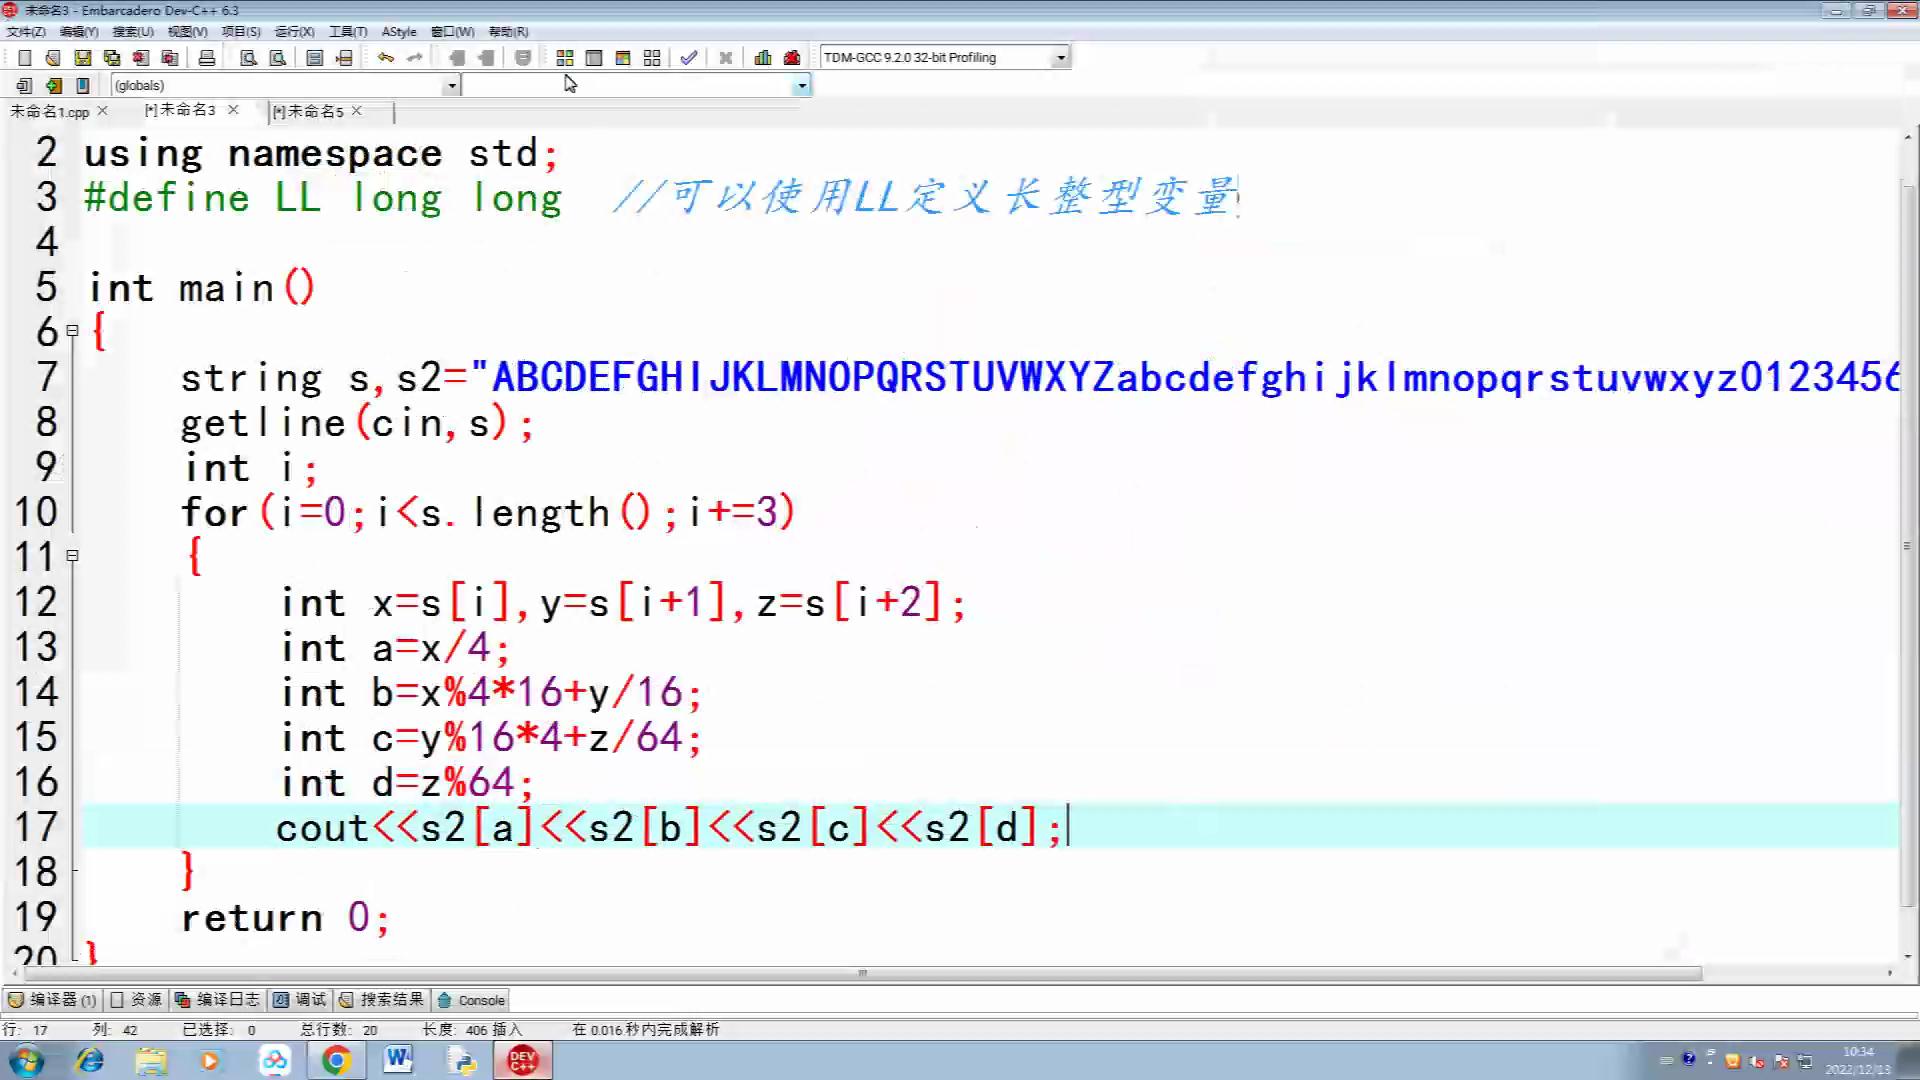 未命名3 - Embarcadero Dev-C++ 6.3
文件(Z) 编辑(Y) 搜索(U) 视图(V) 项目(S) 运行(X) 工具(T) AStyle 窗口(W) 帮助(R)
TDM-GCC 9.2.0 32-bit Profiling
(globals)
未命名1.cpp [*]未命名3 [*]未命名5
2 using namespace std;
3 #define LL long long //可以使用LL定义长整型变量
4
5 int main()
6 {
7 string s,s2="ABCDEFGHIJKLMNOPQRSTUVWXYZabcdefghijklmnopqrstuvwxyz0123456
8 getline(cin,s);
9 int i;
10 for(i=0;i<s.length();i+=3)
11 {
12 int x=s[i],y=s[i+1],z=s[i+2];
13 int a=x/4;
14 int b=x%4*16+y/16;
15 int c=y%16*4+z/64;
16 int d=z%64;
17 cout<<s2[a]<<s2[b]<<s2[c]<<s2[d];
18 }
19 return 0;
20 }
编译器 (1) 资源 编译日志 调试 搜索结果 Console
行: 17 列: 42 已选择: 0 总行数: 20 长度: 406 插入 在 0.016 秒内完成解析
DEV C++
10:34
2022/12/13